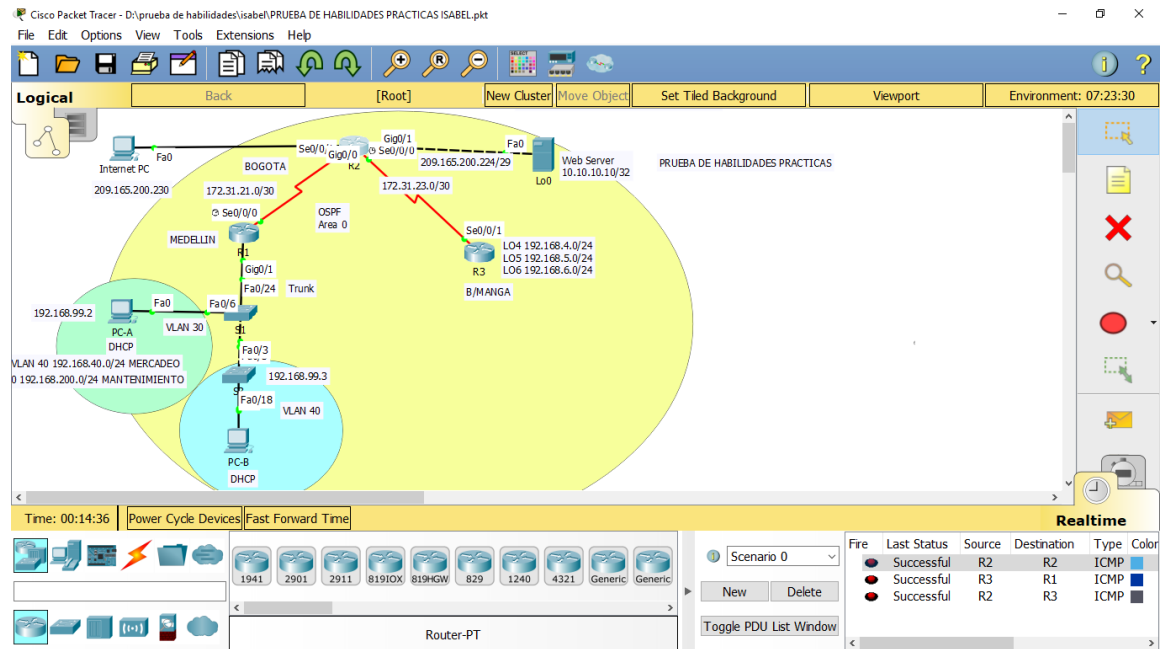 Cisco Packet Tracer - D:\prueba de habilidades\isabel\PRUEBA DE HABILIDADES PRACTICAS ISABEL.pkt
File Edit Options View Tools Extensions Help
Logical Back [Root] New Cluster Move Object Set Tiled Background Viewport Environment: 07:23:30
Internet PC
Fa0
209.165.200.230
BOGOTA
172.31.21.0/30
Gig0/0
R2
Gig0/1
Se0/0/0
209.165.200.224/29
Fa0
Lo0
Web Server
10.10.10.10/32
PRUEBA DE HABILIDADES PRACTICAS
172.31.23.0/30
Se0/0/0
OSPF
Area 0
MEDELLIN
R1
Se0/0/1
R3
LO4 192.168.4.0/24
LO5 192.168.5.0/24
LO6 192.168.6.0/24
B/MANGA
Gig0/1
Fa0/24 Trunk
192.168.99.2
Fa0
Fa0/6
PC-A
DHCP
VLAN 30
S1
VLAN 40 192.168.40.0/24 MERCADEO
0 192.168.200.0/24 MANTENIMIENTO
Fa0/3
192.168.99.3
Fa0/18
VLAN 40
PC-B
DHCP
Time: 00:14:36 Power Cycle Devices Fast Forward Time Realtime
1941 2901 2911 819IOX 819HGW 829 1240 4321 Generic Generic
Router-PT
Scenario 0
New Delete
Toggle PDU List Window
Fire Last Status Source Destination Type Color
Successful R2 R2 ICMP
Successful R3 R1 ICMP
Successful R2 R3 ICMP